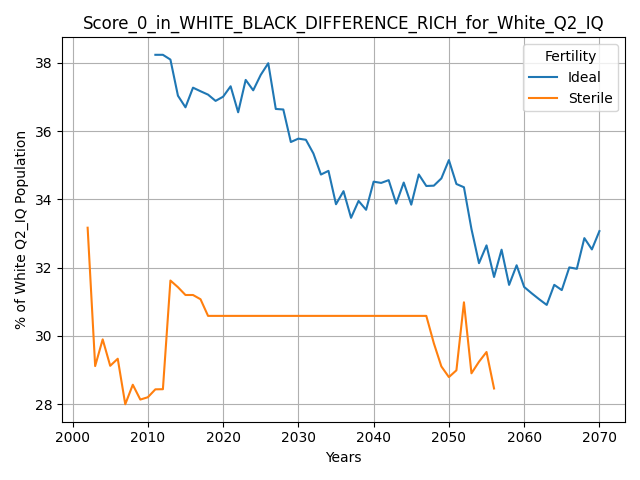 Score_0_in_WHITE_BLACK_DIFFERENCE_RICH_for_White_Q2_IQ
Fertility
Ideal
Sterile
% of White Q2_IQ Population
38
36
34
32
30
28
2000 2010 2020 2030 2040 2050 2060 2070
Years